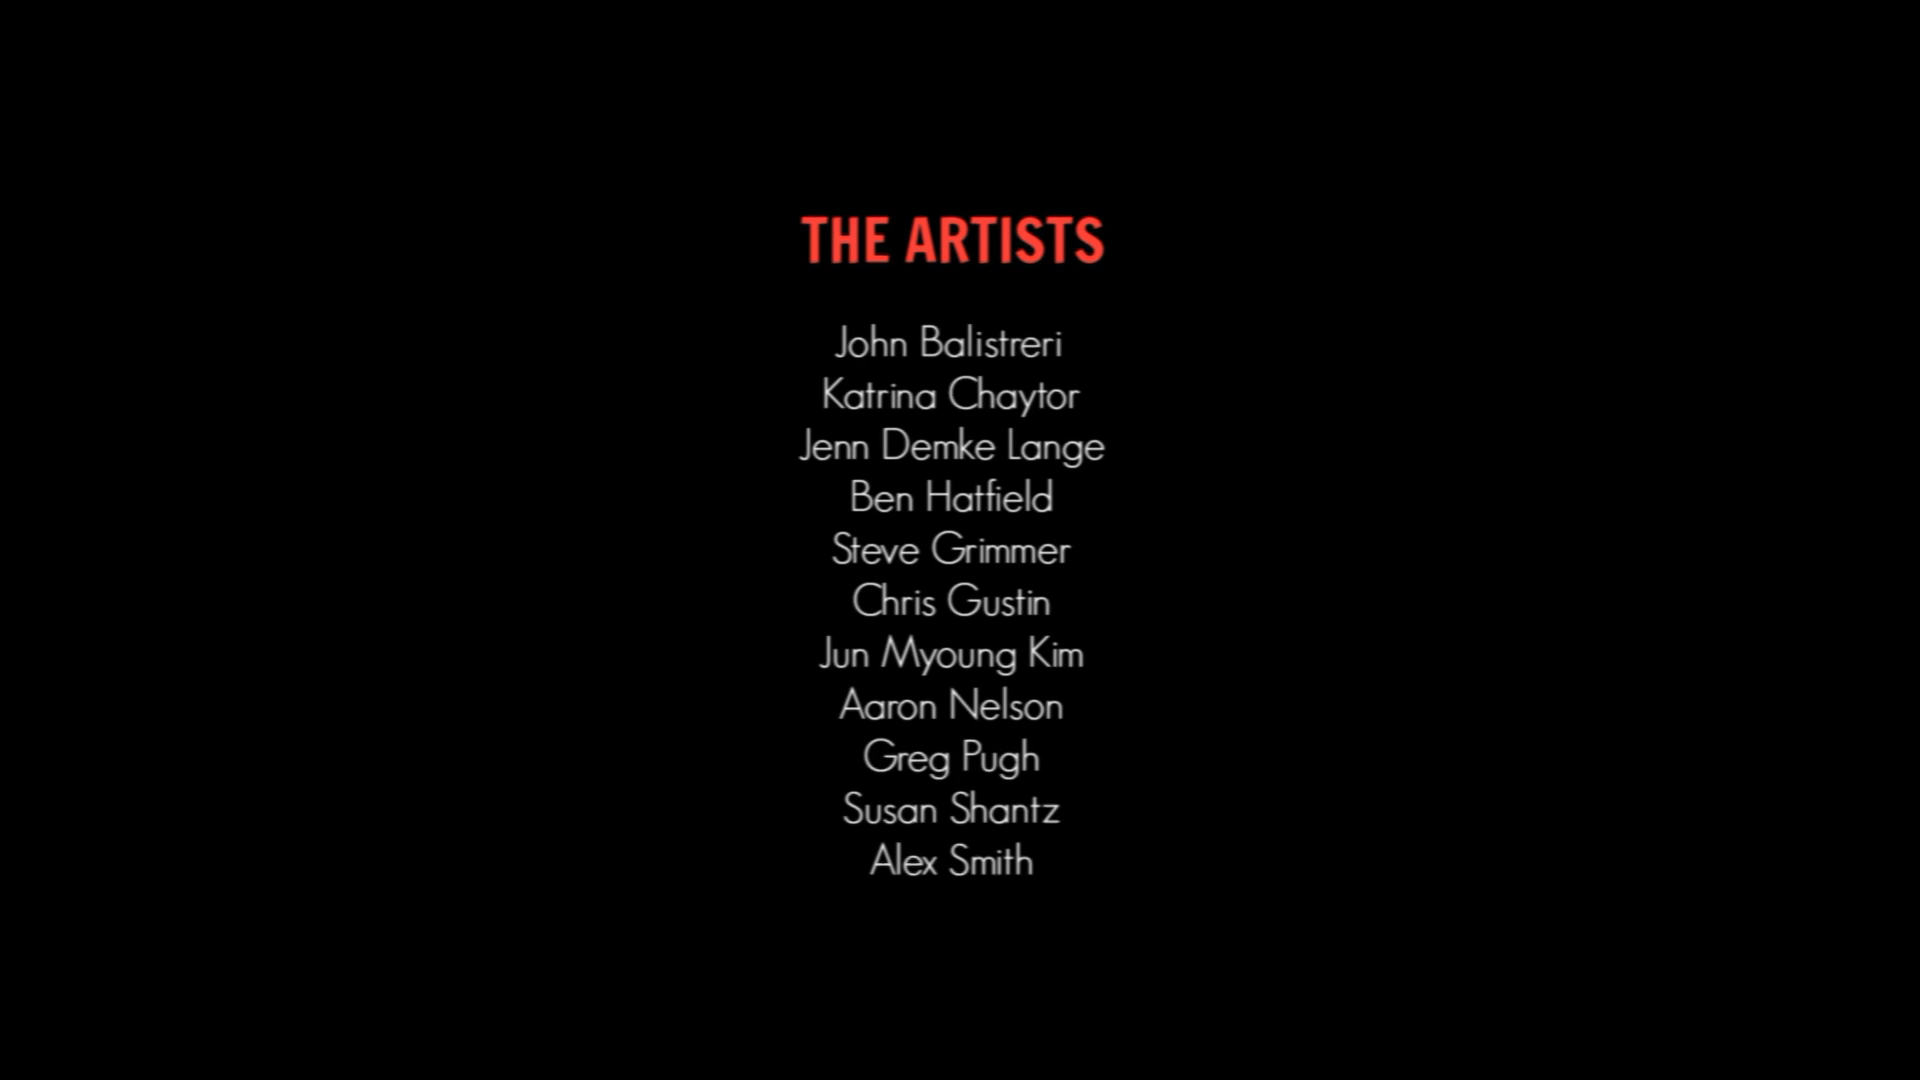 THE ARTISTS
John Balistreri
Katrina Chaytor
Jenn Demke Lange
Ben Hatfield
Steve Grimmer
Chris Gustin
Jun Myoung Kim
Aaron Nelson
Greg Pugh
Susan Shantz
Alex Smith